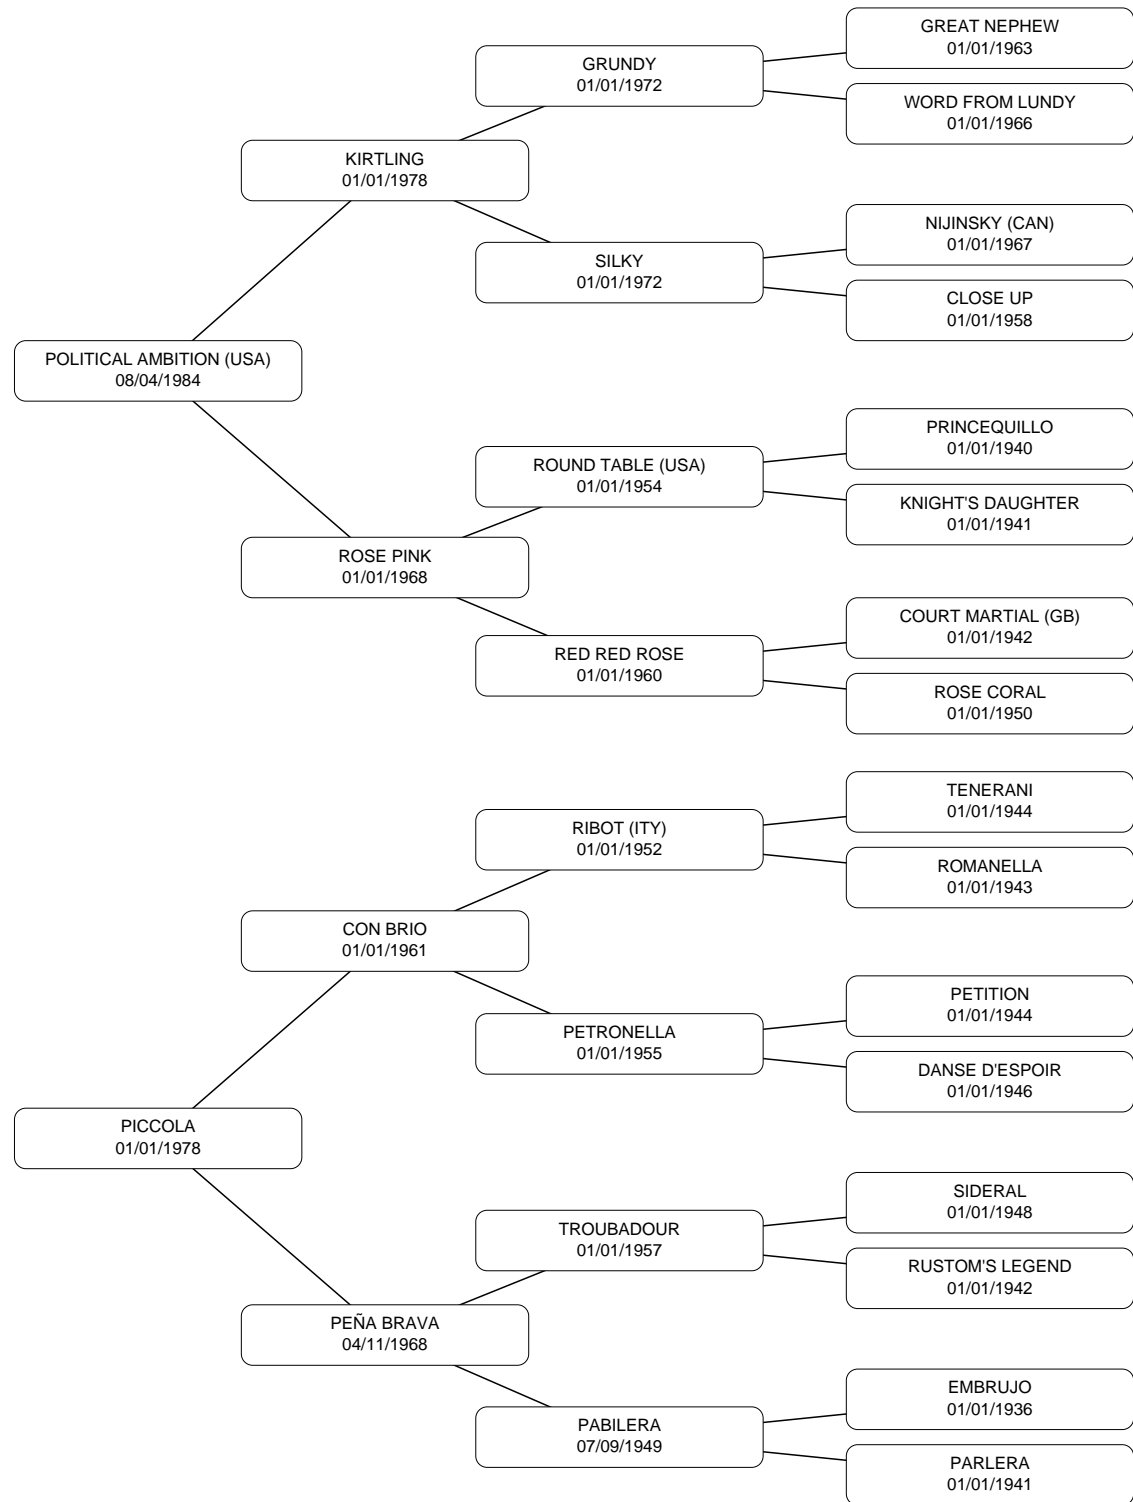 GREAT NEPHEW
01/01/1963
GRUNDY
01/01/1972
WORD FROM LUNDY
01/01/1966
KIRTLING
01/01/1978
NIJINSKY (CAN)
01/01/1967
SILKY
01/01/1972
CLOSE UP
01/01/1958
POLITICAL AMBITION (USA)
08/04/1984
PRINCEQUILLO
01/01/1940
ROUND TABLE (USA)
01/01/1954
KNIGHT'S DAUGHTER
01/01/1941
ROSE PINK
01/01/1968
COURT MARTIAL (GB)
01/01/1942
RED RED ROSE
01/01/1960
ROSE CORAL
01/01/1950
TENERANI
01/01/1944
RIBOT (ITY)
01/01/1952
ROMANELLA
01/01/1943
CON BRIO
01/01/1961
PETITION
01/01/1944
PETRONELLA
01/01/1955
DANSE D'ESPOIR
01/01/1946
PICCOLA
01/01/1978
SIDERAL
01/01/1948
TROUBADOUR
01/01/1957
RUSTOM'S LEGEND
01/01/1942
PEÑA BRAVA
04/11/1968
EMBRUJO
01/01/1936
PABILERA
07/09/1949
PARLERA
01/01/1941